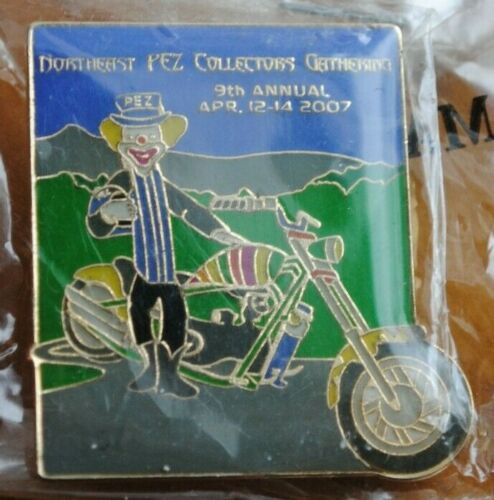 NORTHEAST PEZ COLLECTORS GATHERING
9th ANNUAL
APR. 12-14 2007
PEZ